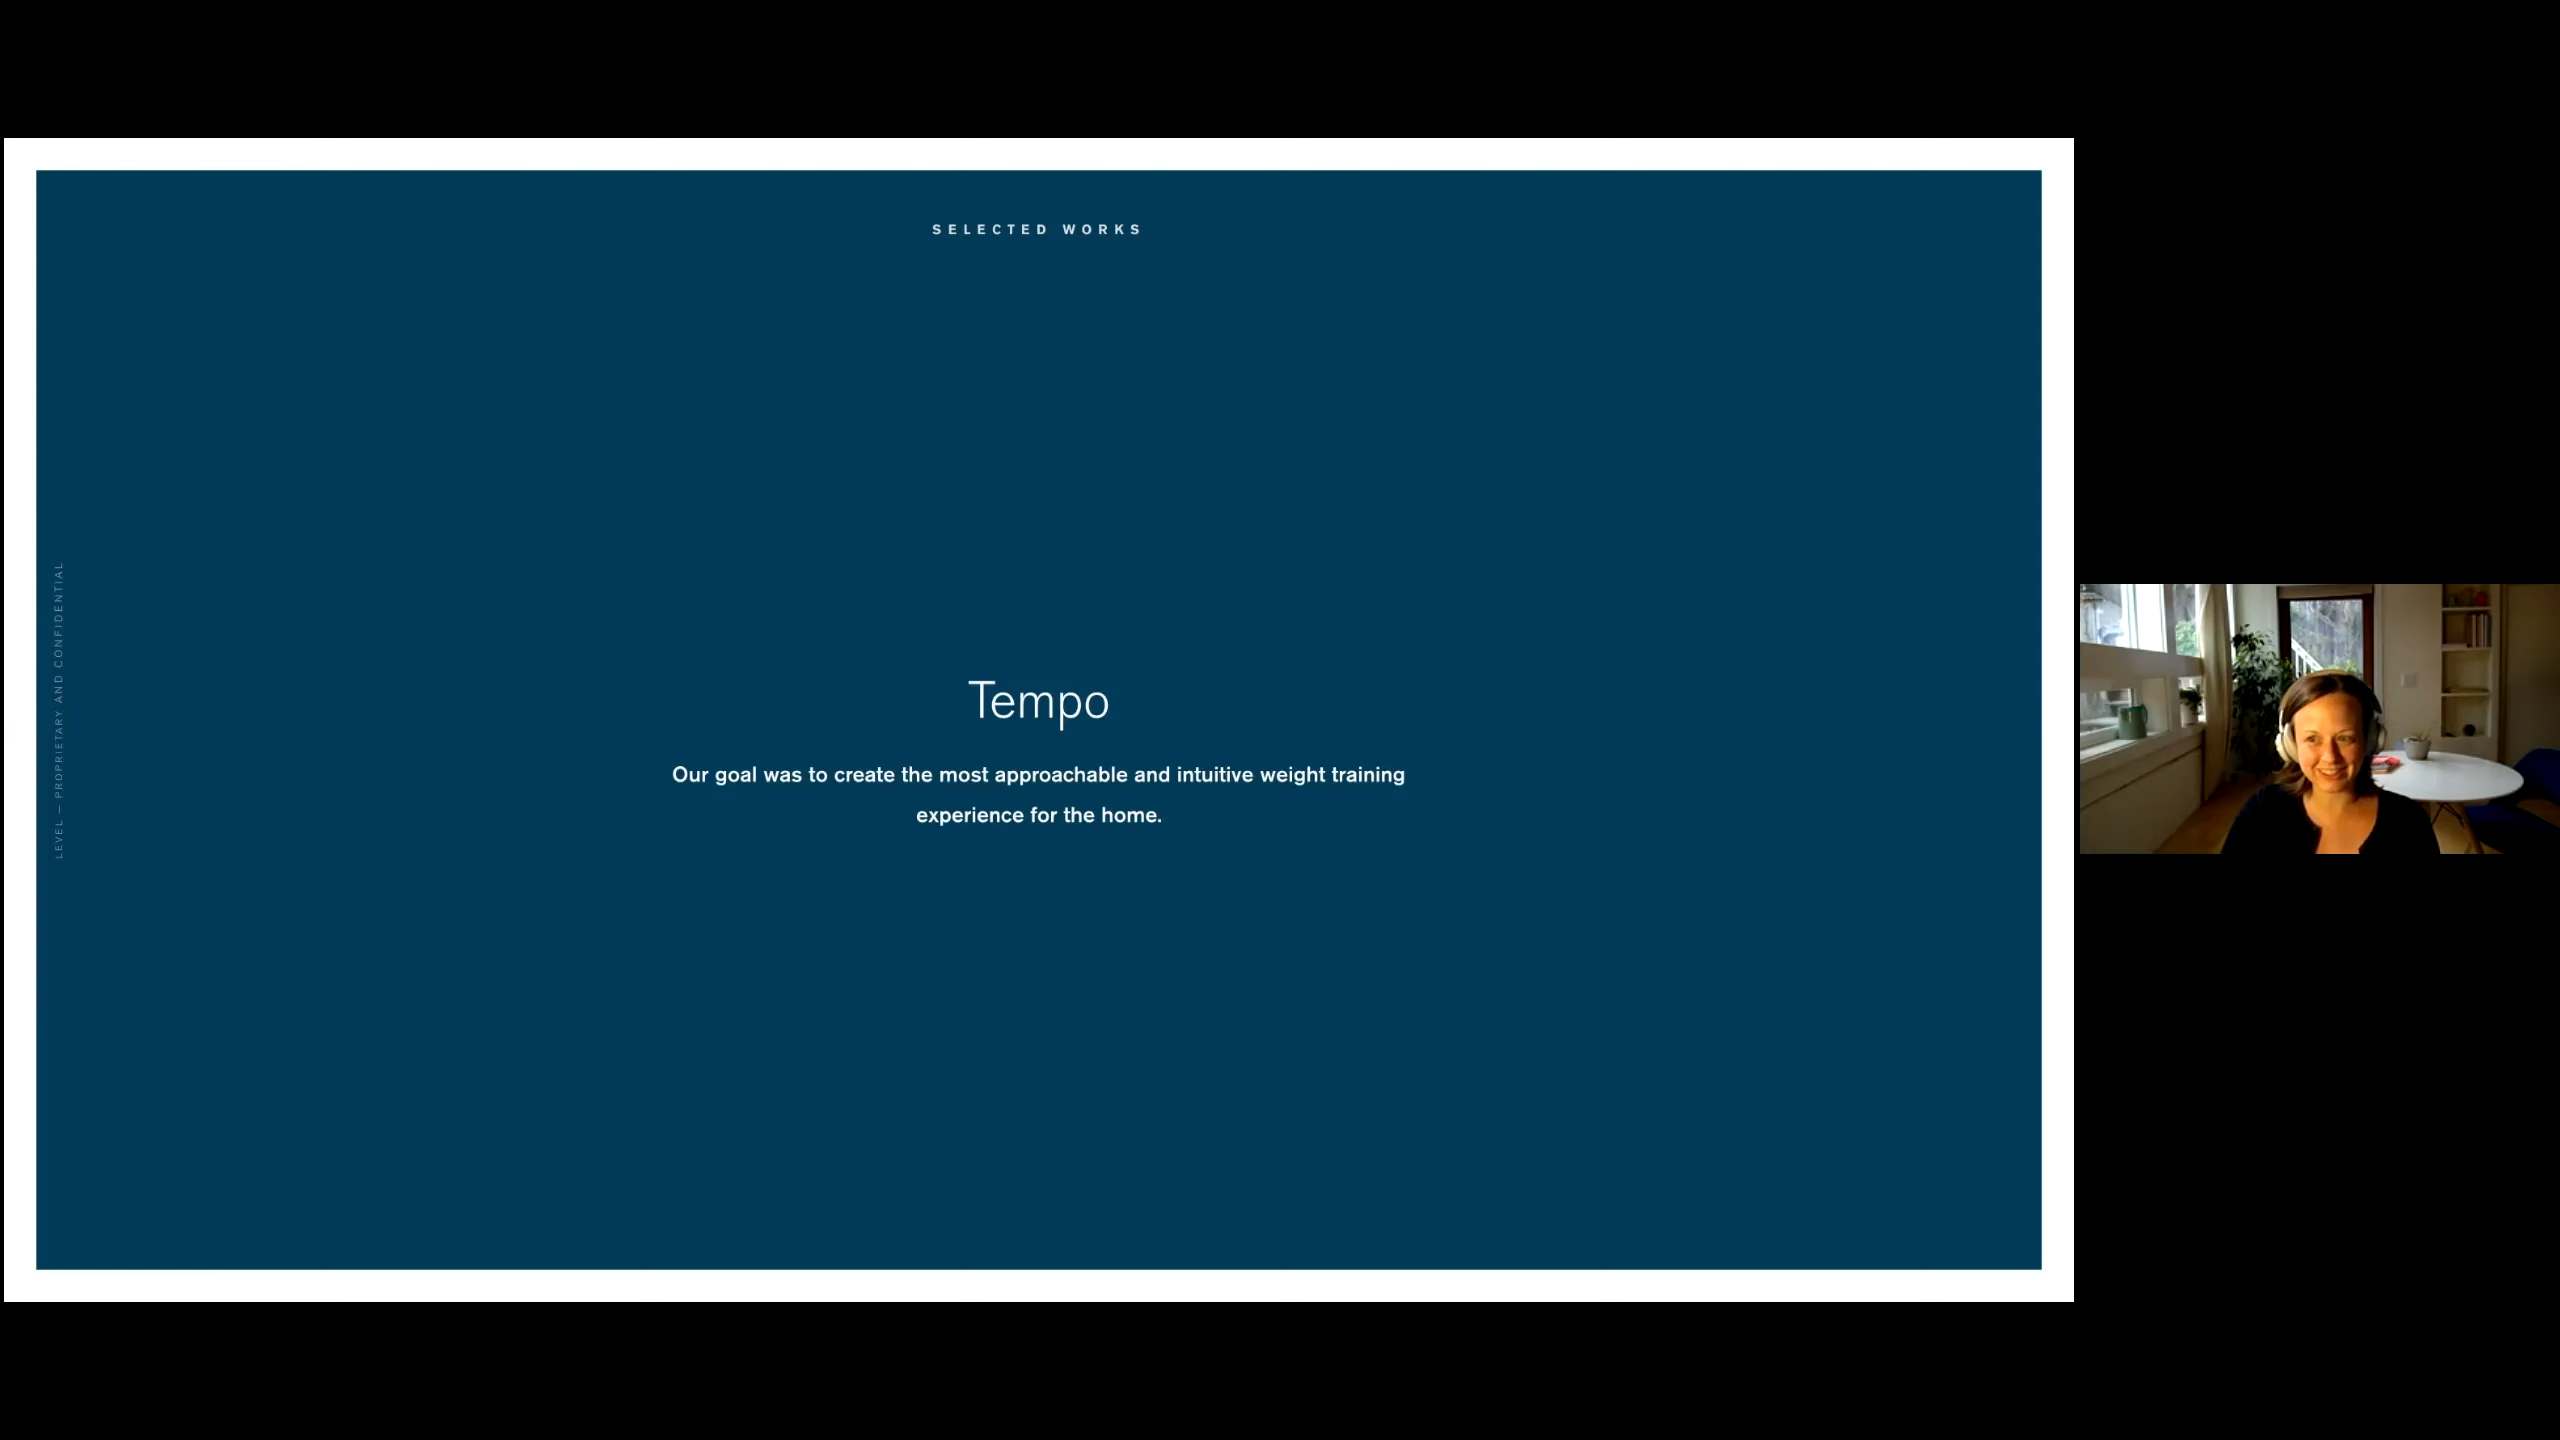 SELECTED WORKS
LEVEL — PROPRIETARY AND CONFIDENTIAL
Tempo
Our goal was to create the most approachable and intuitive weight training
experience for the home.